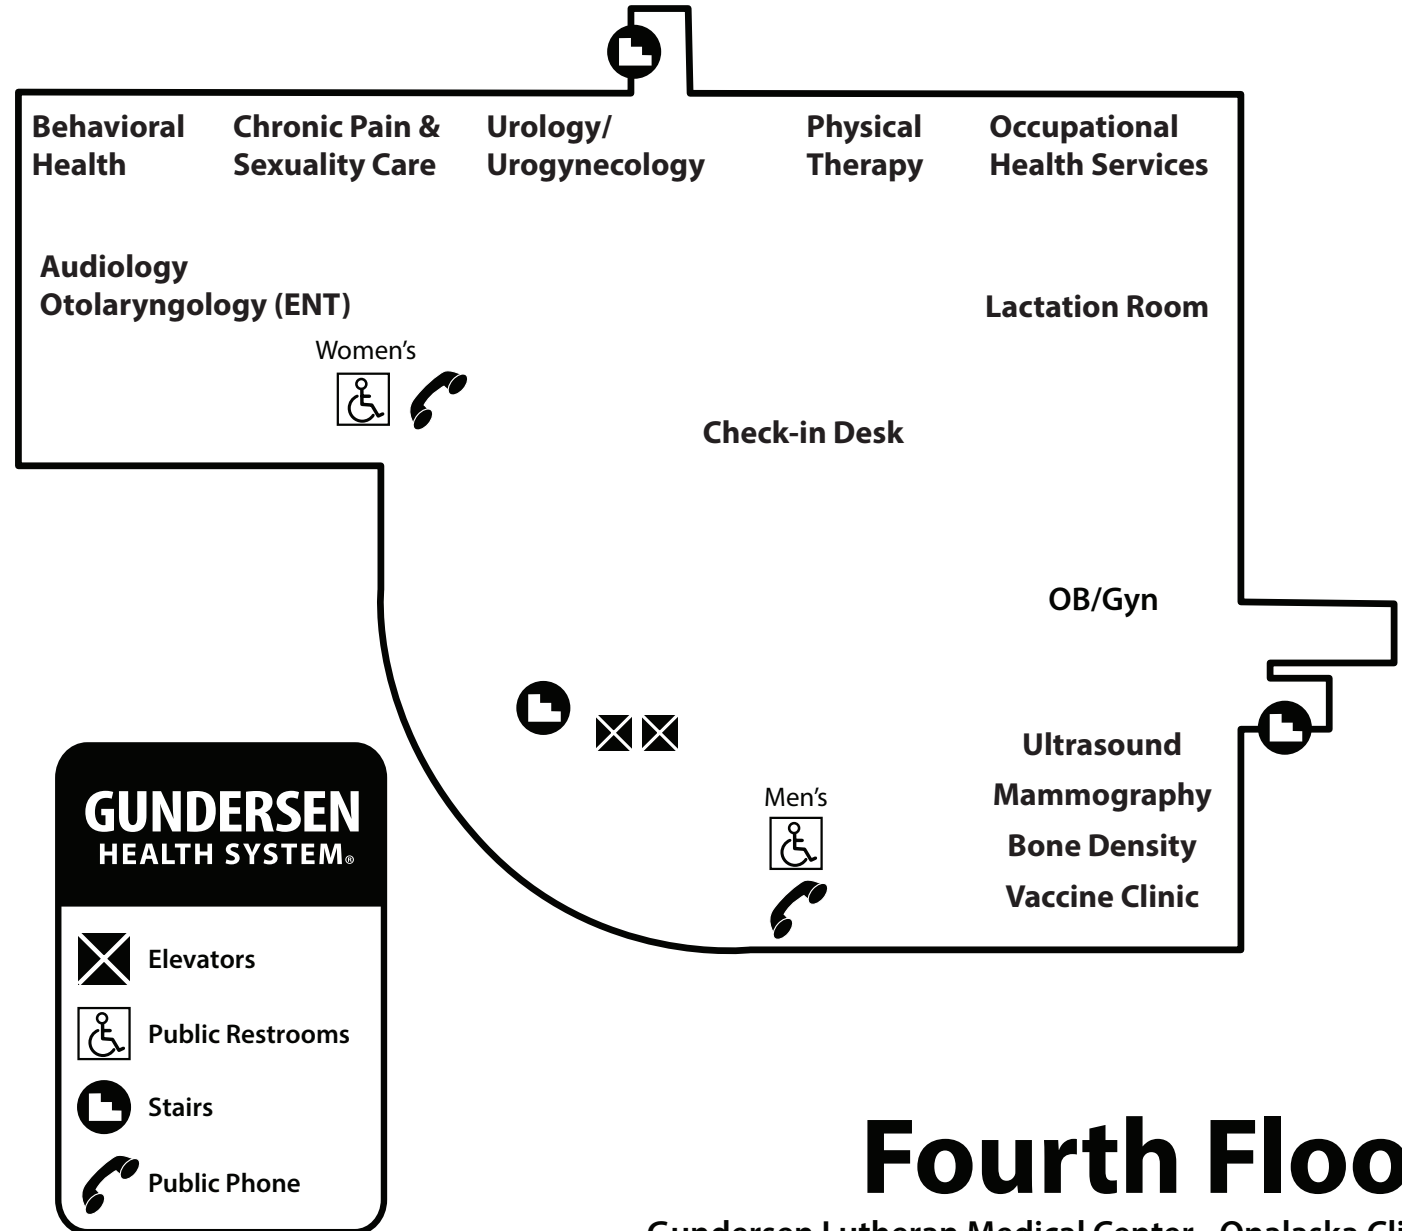 Behavioral
Health
Chronic Pain &
Sexuality Care
Urology/
Urogynecology
Physical
Therapy
Occupational
Health Services
Audiology
Otolaryngology (ENT)
Lactation Room
Women's
Check-in Desk
OB/Gyn
Ultrasound
Mammography
Bone Density
Vaccine Clinic
Men's
GUNDERSEN
HEALTH SYSTEM®
Elevators
Public Restrooms
Stairs
Public Phone
Fourth Floo
Gundersen Lutheran Medical Center - Onalaska Cli